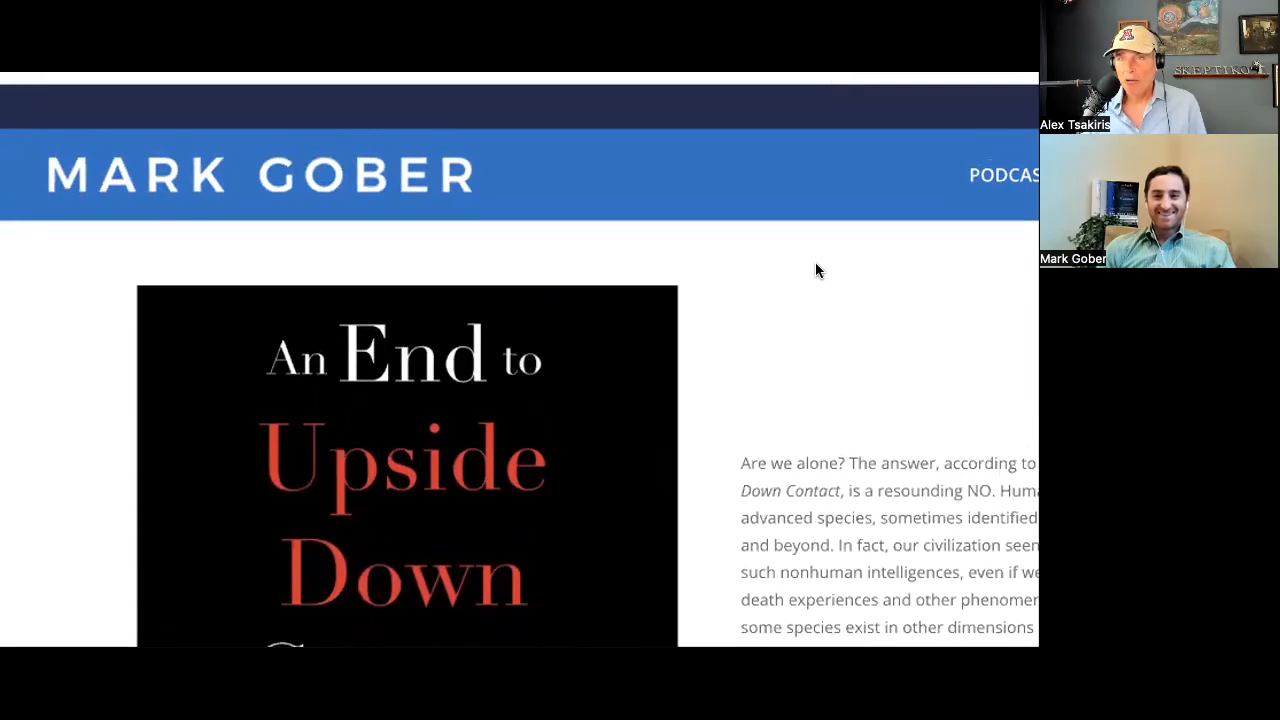 MARK GOBER
PODCAS
An End to
Upside
Down
Are we alone? The answer, according to
Down Contact, is a resounding NO. Huma
advanced species, sometimes identified
and beyond. In fact, our civilization seen
such nonhuman intelligences, even if we
death experiences and other phenomen
some species exist in other dimensions
SKEPTIKO
Alex Tsakiris
Mark Gober